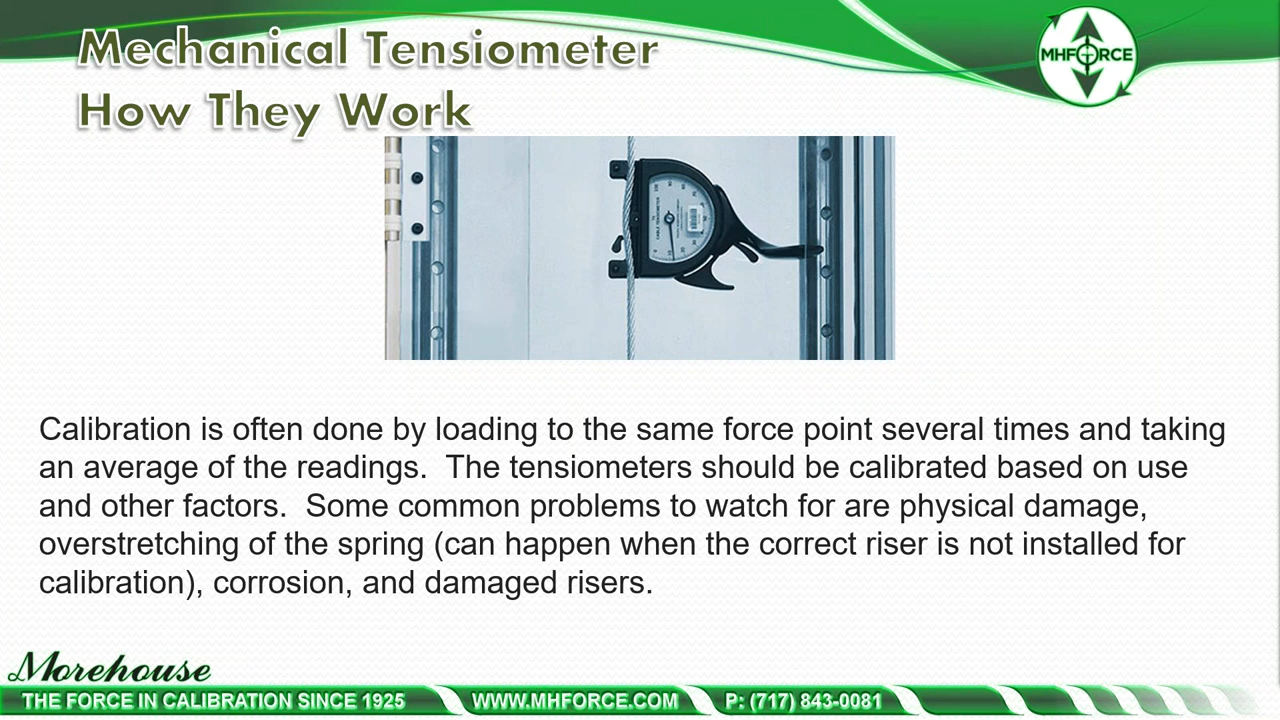 Mechanical Tensiometer
How They Work
MHFORCE
Calibration is often done by loading to the same force point several times and taking
an average of the readings.  The tensiometers should be calibrated based on use
and other factors.  Some common problems to watch for are physical damage,
overstretching of the spring (can happen when the correct riser is not installed for
calibration), corrosion, and damaged risers.
Morehouse
THE FORCE IN CALIBRATION SINCE 1925
WWW.MHFORCE.COM
P: (717) 843-0081